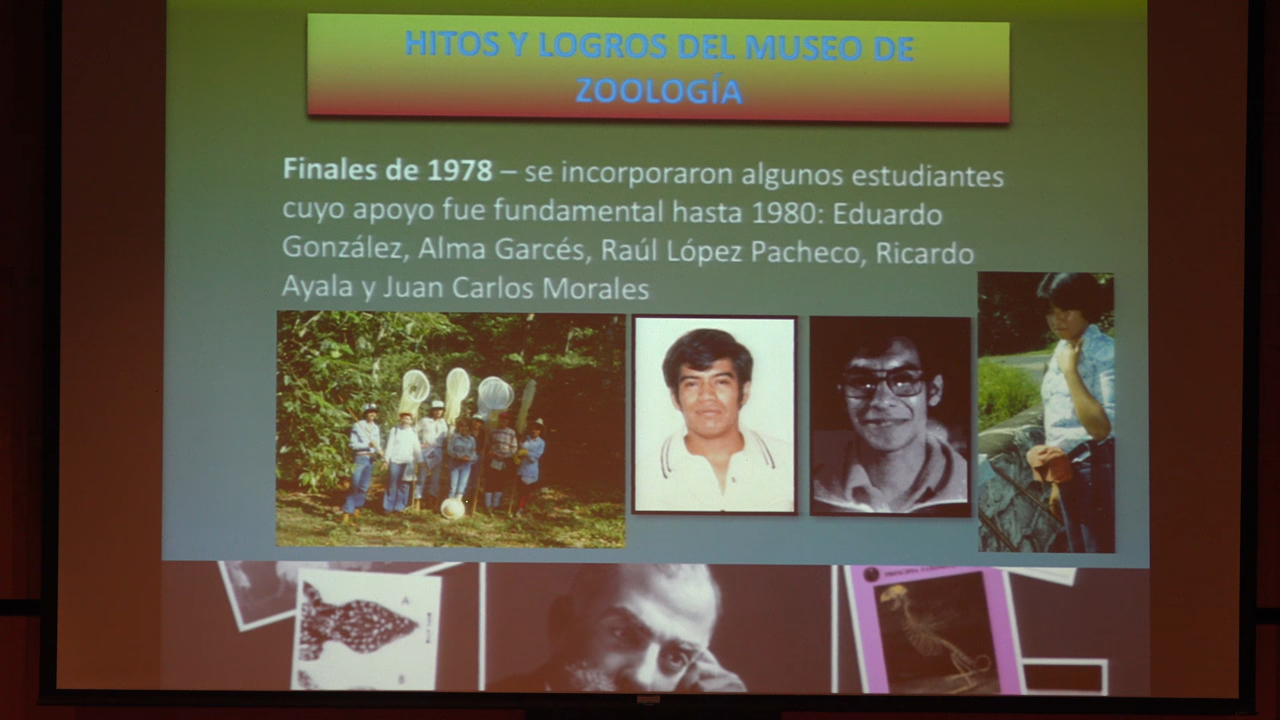 HITOS Y LOGROS DEL MUSEO DE
ZOOLOGÍA
Finales de 1978 – se incorporaron algunos estudiantes
cuyo apoyo fue fundamental hasta 1980: Eduardo
González, Alma Garcés, Raúl López Pacheco, Ricardo
Ayala y Juan Carlos Morales
A
B